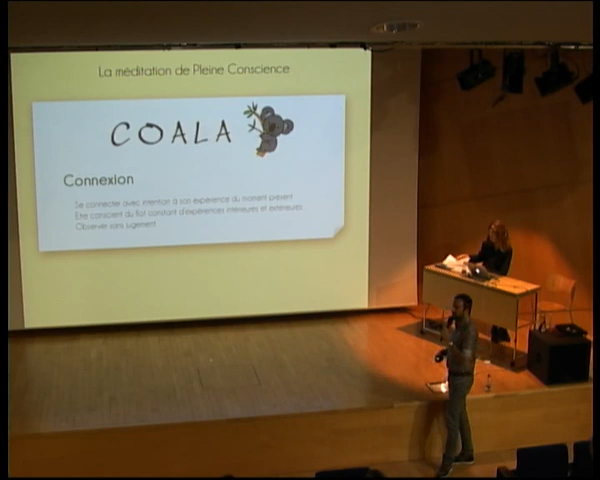 La méditation de Pleine Conscience
COALA
Connexion
Se connecter avec intention à son expérience du moment présent
Etre conscient du flot constant d'expériences intérieures et extérieures
Observer sans jugement